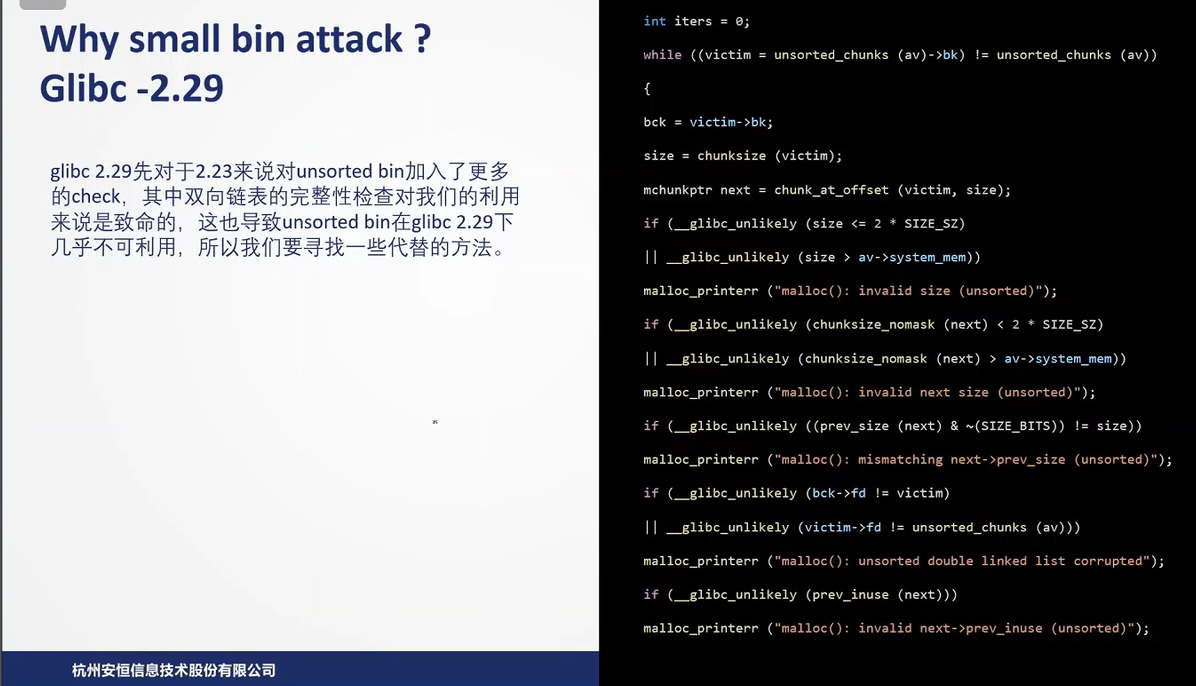 Why small bin attack ?
Glibc -2.29
glibc 2.29先对于2.23来说对unsorted bin加入了更多
的check，其中双向链表的完整性检查对我们的利用
来说是致命的，这也导致unsorted bin在glibc 2.29下
几乎不可利用，所以我们要寻找一些代替的方法。
杭州安恒信息技术股份有限公司
int iters = 0;
while ((victim = unsorted_chunks (av)->bk) != unsorted_chunks (av))
{
bck = victim->bk;
size = chunksize (victim);
mchunkptr next = chunk_at_offset (victim, size);
if (__glibc_unlikely (size <= 2 * SIZE_SZ)
|| __glibc_unlikely (size > av->system_mem))
malloc_printerr ("malloc(): invalid size (unsorted)");
if (__glibc_unlikely (chunksize_nomask (next) < 2 * SIZE_SZ)
|| __glibc_unlikely (chunksize_nomask (next) > av->system_mem))
malloc_printerr ("malloc(): invalid next size (unsorted)");
if (__glibc_unlikely ((prev_size (next) & ~(SIZE_BITS)) != size))
malloc_printerr ("malloc(): mismatching next->prev_size (unsorted)");
if (__glibc_unlikely (bck->fd != victim)
|| __glibc_unlikely (victim->fd != unsorted_chunks (av)))
malloc_printerr ("malloc(): unsorted double linked list corrupted");
if (__glibc_unlikely (prev_inuse (next)))
malloc_printerr ("malloc(): invalid next->prev_inuse (unsorted)");